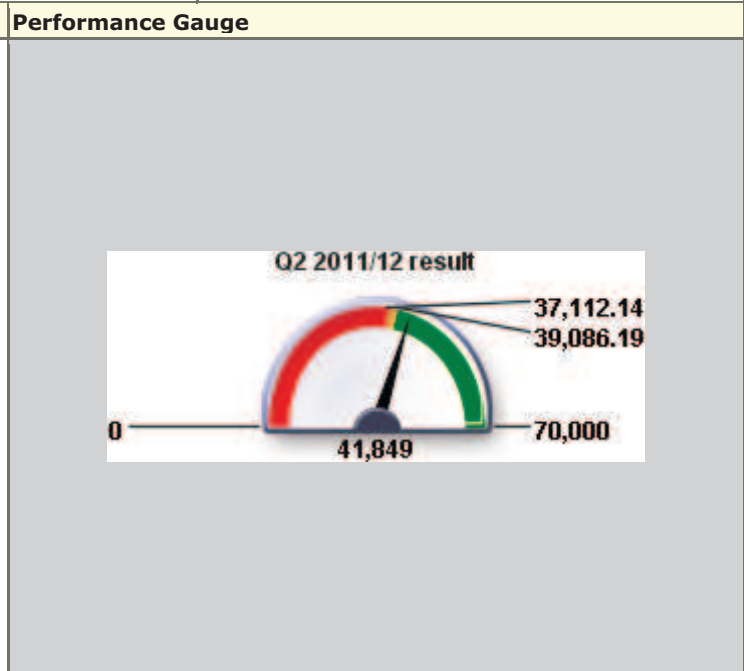 Performance Gauge
Q2 2011/12 result
37,112.14
39,086.19
0
70,000
41,849